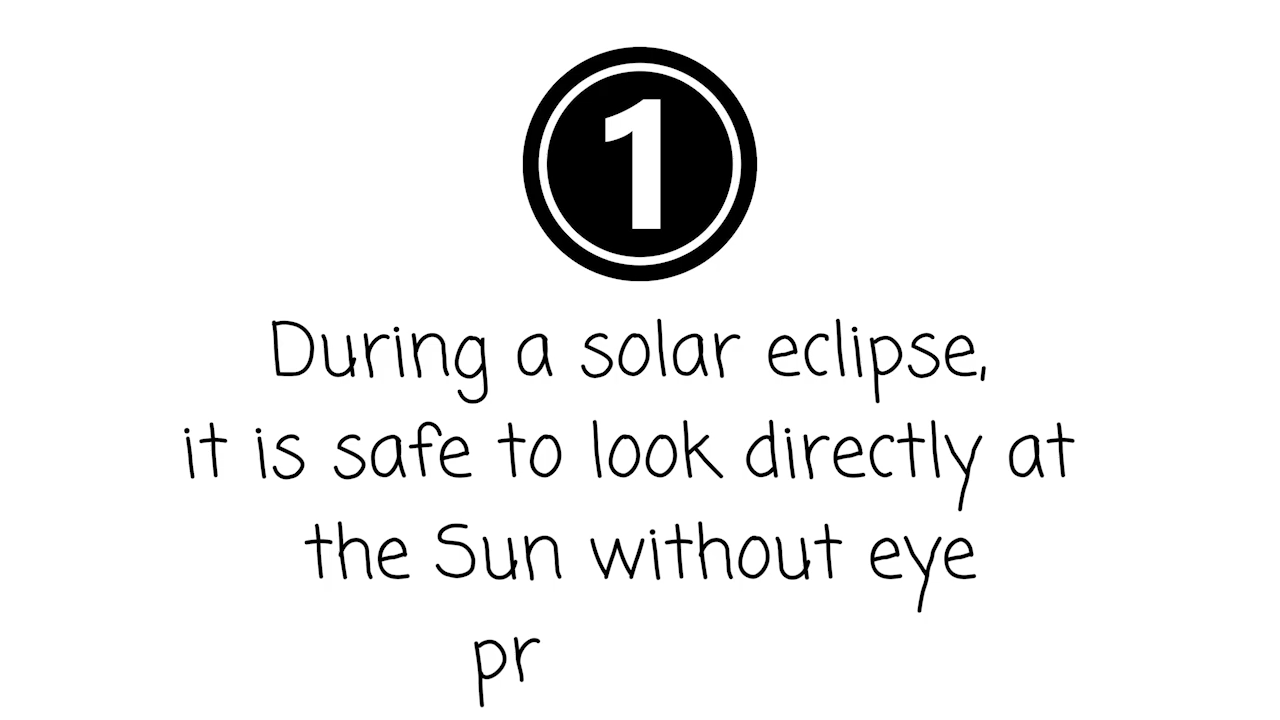 1
During a solar eclipse,
it is safe to look directly at
the Sun without eye
pr